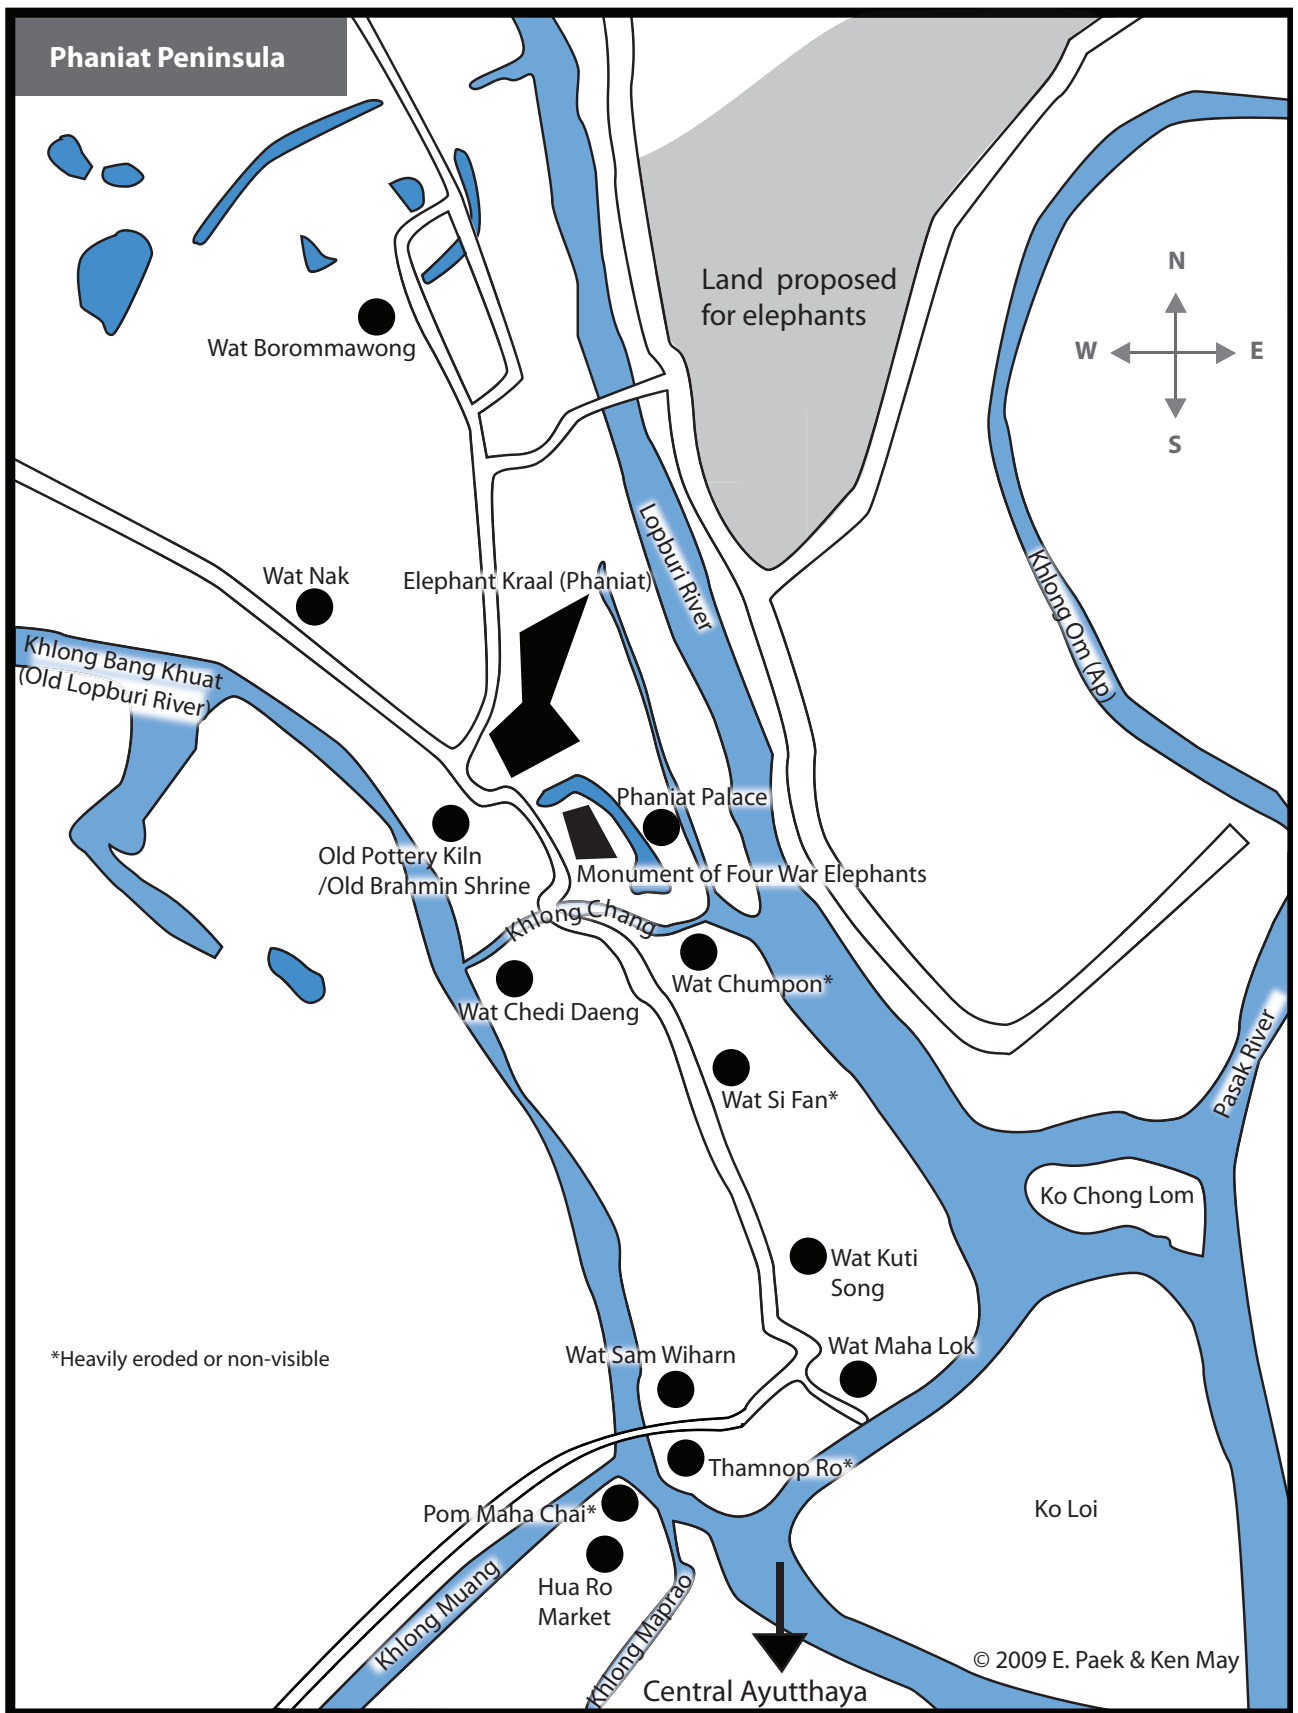 Phaniat Peninsula
Land proposed
for elephants
N
W
E
S
Wat Borommawong
Lopburi River
Khlong Om (Ap)
Wat Nak
Elephant Kraal (Phaniat)
Khlong Bang Khuat
(Old Lopburi River)
Phaniat Palace
Old Pottery Kiln
/Old Brahmin Shrine
Monument of Four War Elephants
Khlong Chang
Wat Chumpon*
Wat Chedi Daeng
Pasak River
Wat Si Fan*
Ko Chong Lom
Wat Kuti
Song
*Heavily eroded or non-visible
Wat Sam Wiharn
Wat Maha Lok
Thamnop Ro*
Pom Maha Chai*
Ko Loi
Hua Ro
Market
Khlong Muang
Khlong Maprao
© 2009 E. Paek & Ken May
Central Ayutthaya